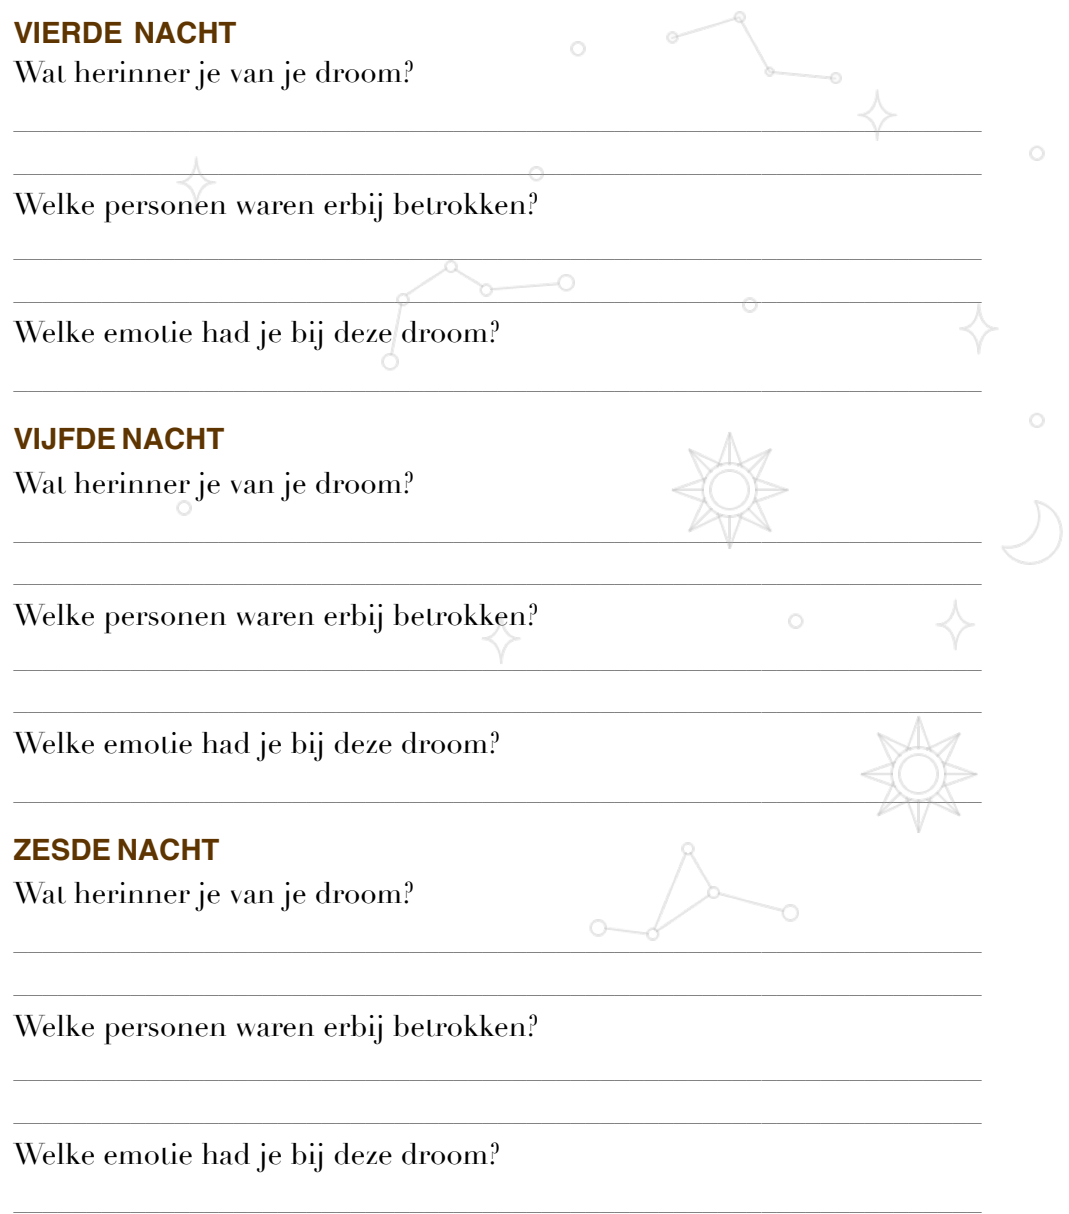 VIERDE NACHT
Wat herinner je van je droom?
Welke personen waren erbij betrokken?
Welke emotie had je bij deze droom?
VIJFDE NACHT
Wat herinner je van je droom?
Welke personen waren erbij betrokken?
Welke emotie had je bij deze droom?
ZESDE NACHT
Wat herinner je van je droom?
Welke personen waren erbij betrokken?
Welke emotie had je bij deze droom?